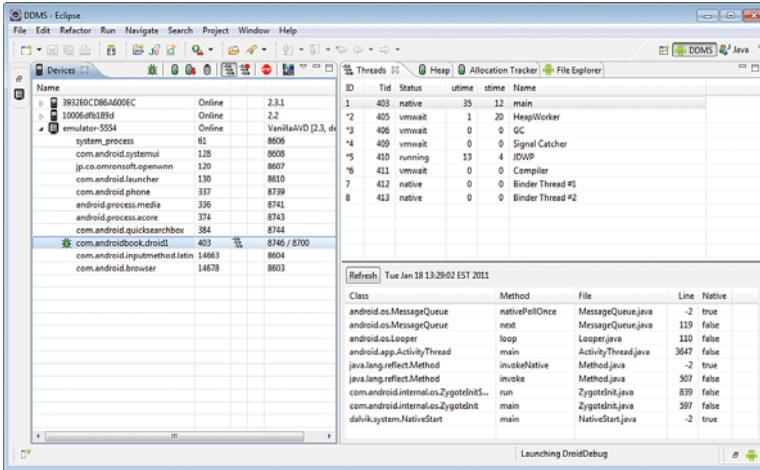 DDMS - Eclipse
File Edit Refactor Run Navigate Search Project Window Help
DDMS Java
Devices
Name
3932E0CD86A600EC Online 2.3.1
10006dfb189d Online 2.2
emulator-5554 Online VanillaAVD [2.3, de
system_process 61 8606
com.android.systemui 128 8608
jp.co.omronsoft.openwnn 120 8607
com.android.launcher 130 8610
com.android.phone 337 8739
android.process.media 336 8741
android.process.acore 374 8743
com.android.quicksearchbox 384 8744
com.androidbook.droid1 403 8746 / 8700
com.android.inputmethod.latin 14663 8604
com.android.browser 14678 8603
Threads Heap Allocation Tracker File Explorer
ID Tid Status utime stime Name
1 403 native 35 12 main
*2 405 vmwait 1 20 HeapWorker
*3 406 vmwait 0 0 GC
*4 409 vmwait 0 0 Signal Catcher
*5 410 running 13 4 JDWP
*6 411 vmwait 0 0 Compiler
7 412 native 0 0 Binder Thread #1
8 413 native 0 0 Binder Thread #2
Refresh Tue Jan 18 13:29:02 EST 2011
Class Method File Line Native
android.os.MessageQueue nativePollOnce MessageQueue.java -2 true
android.os.MessageQueue next MessageQueue.java 119 false
android.os.Looper loop Looper.java 110 false
android.app.ActivityThread main ActivityThread.java 3647 false
java.lang.reflect.Method invokeNative Method.java -2 true
java.lang.reflect.Method invoke Method.java 507 false
com.android.internal.os.ZygoteInit$... run ZygoteInit.java 839 false
com.android.internal.os.ZygoteInit main ZygoteInit.java 597 false
dalvik.system.NativeStart main NativeStart.java -2 true
Launching DroidDebug